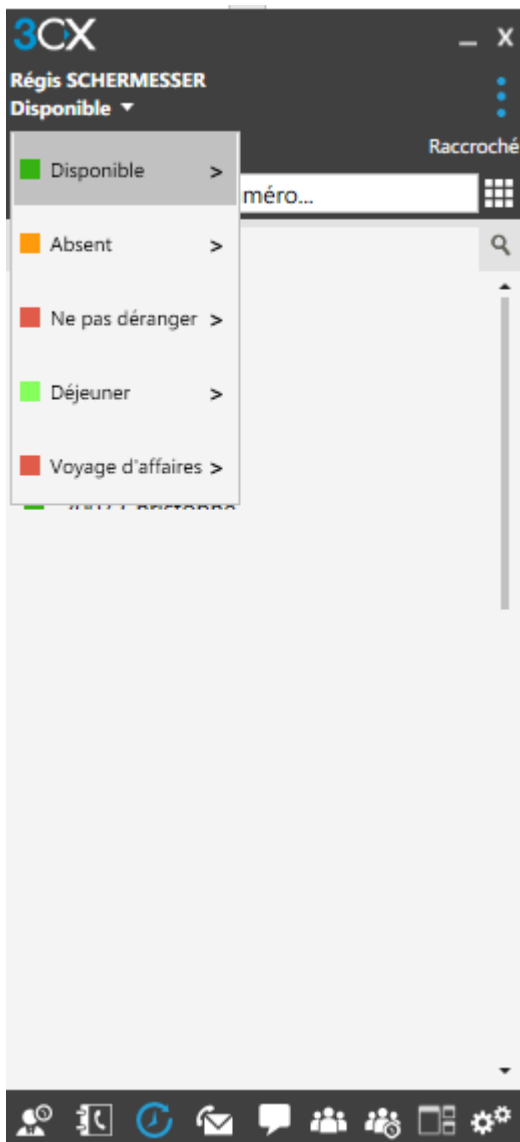 3CX
_ X
Régis SCHERMESSER
Disponible ▼
Raccroché
Disponible >
méro...
Absent >
Ne pas déranger >
Déjeuner >
Voyage d'affaires >